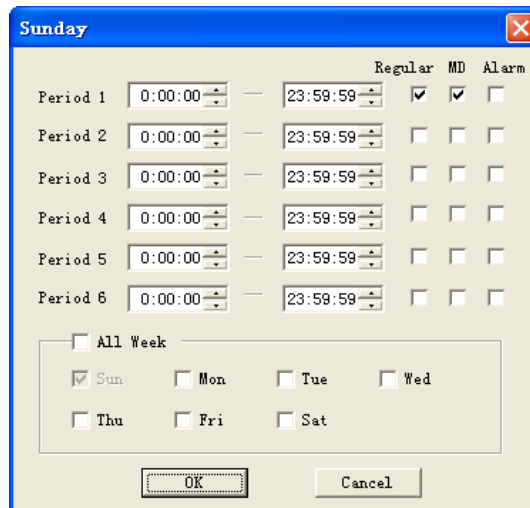 Sunday
Regular MD Alarm
Period 1 0:00:00 — 23:59:59
Period 2 0:00:00 — 23:59:59
Period 3 0:00:00 — 23:59:59
Period 4 0:00:00 — 23:59:59
Period 5 0:00:00 — 23:59:59
Period 6 0:00:00 — 23:59:59
All Week
Sun Mon Tue Wed
Thu Fri Sat
OK Cancel